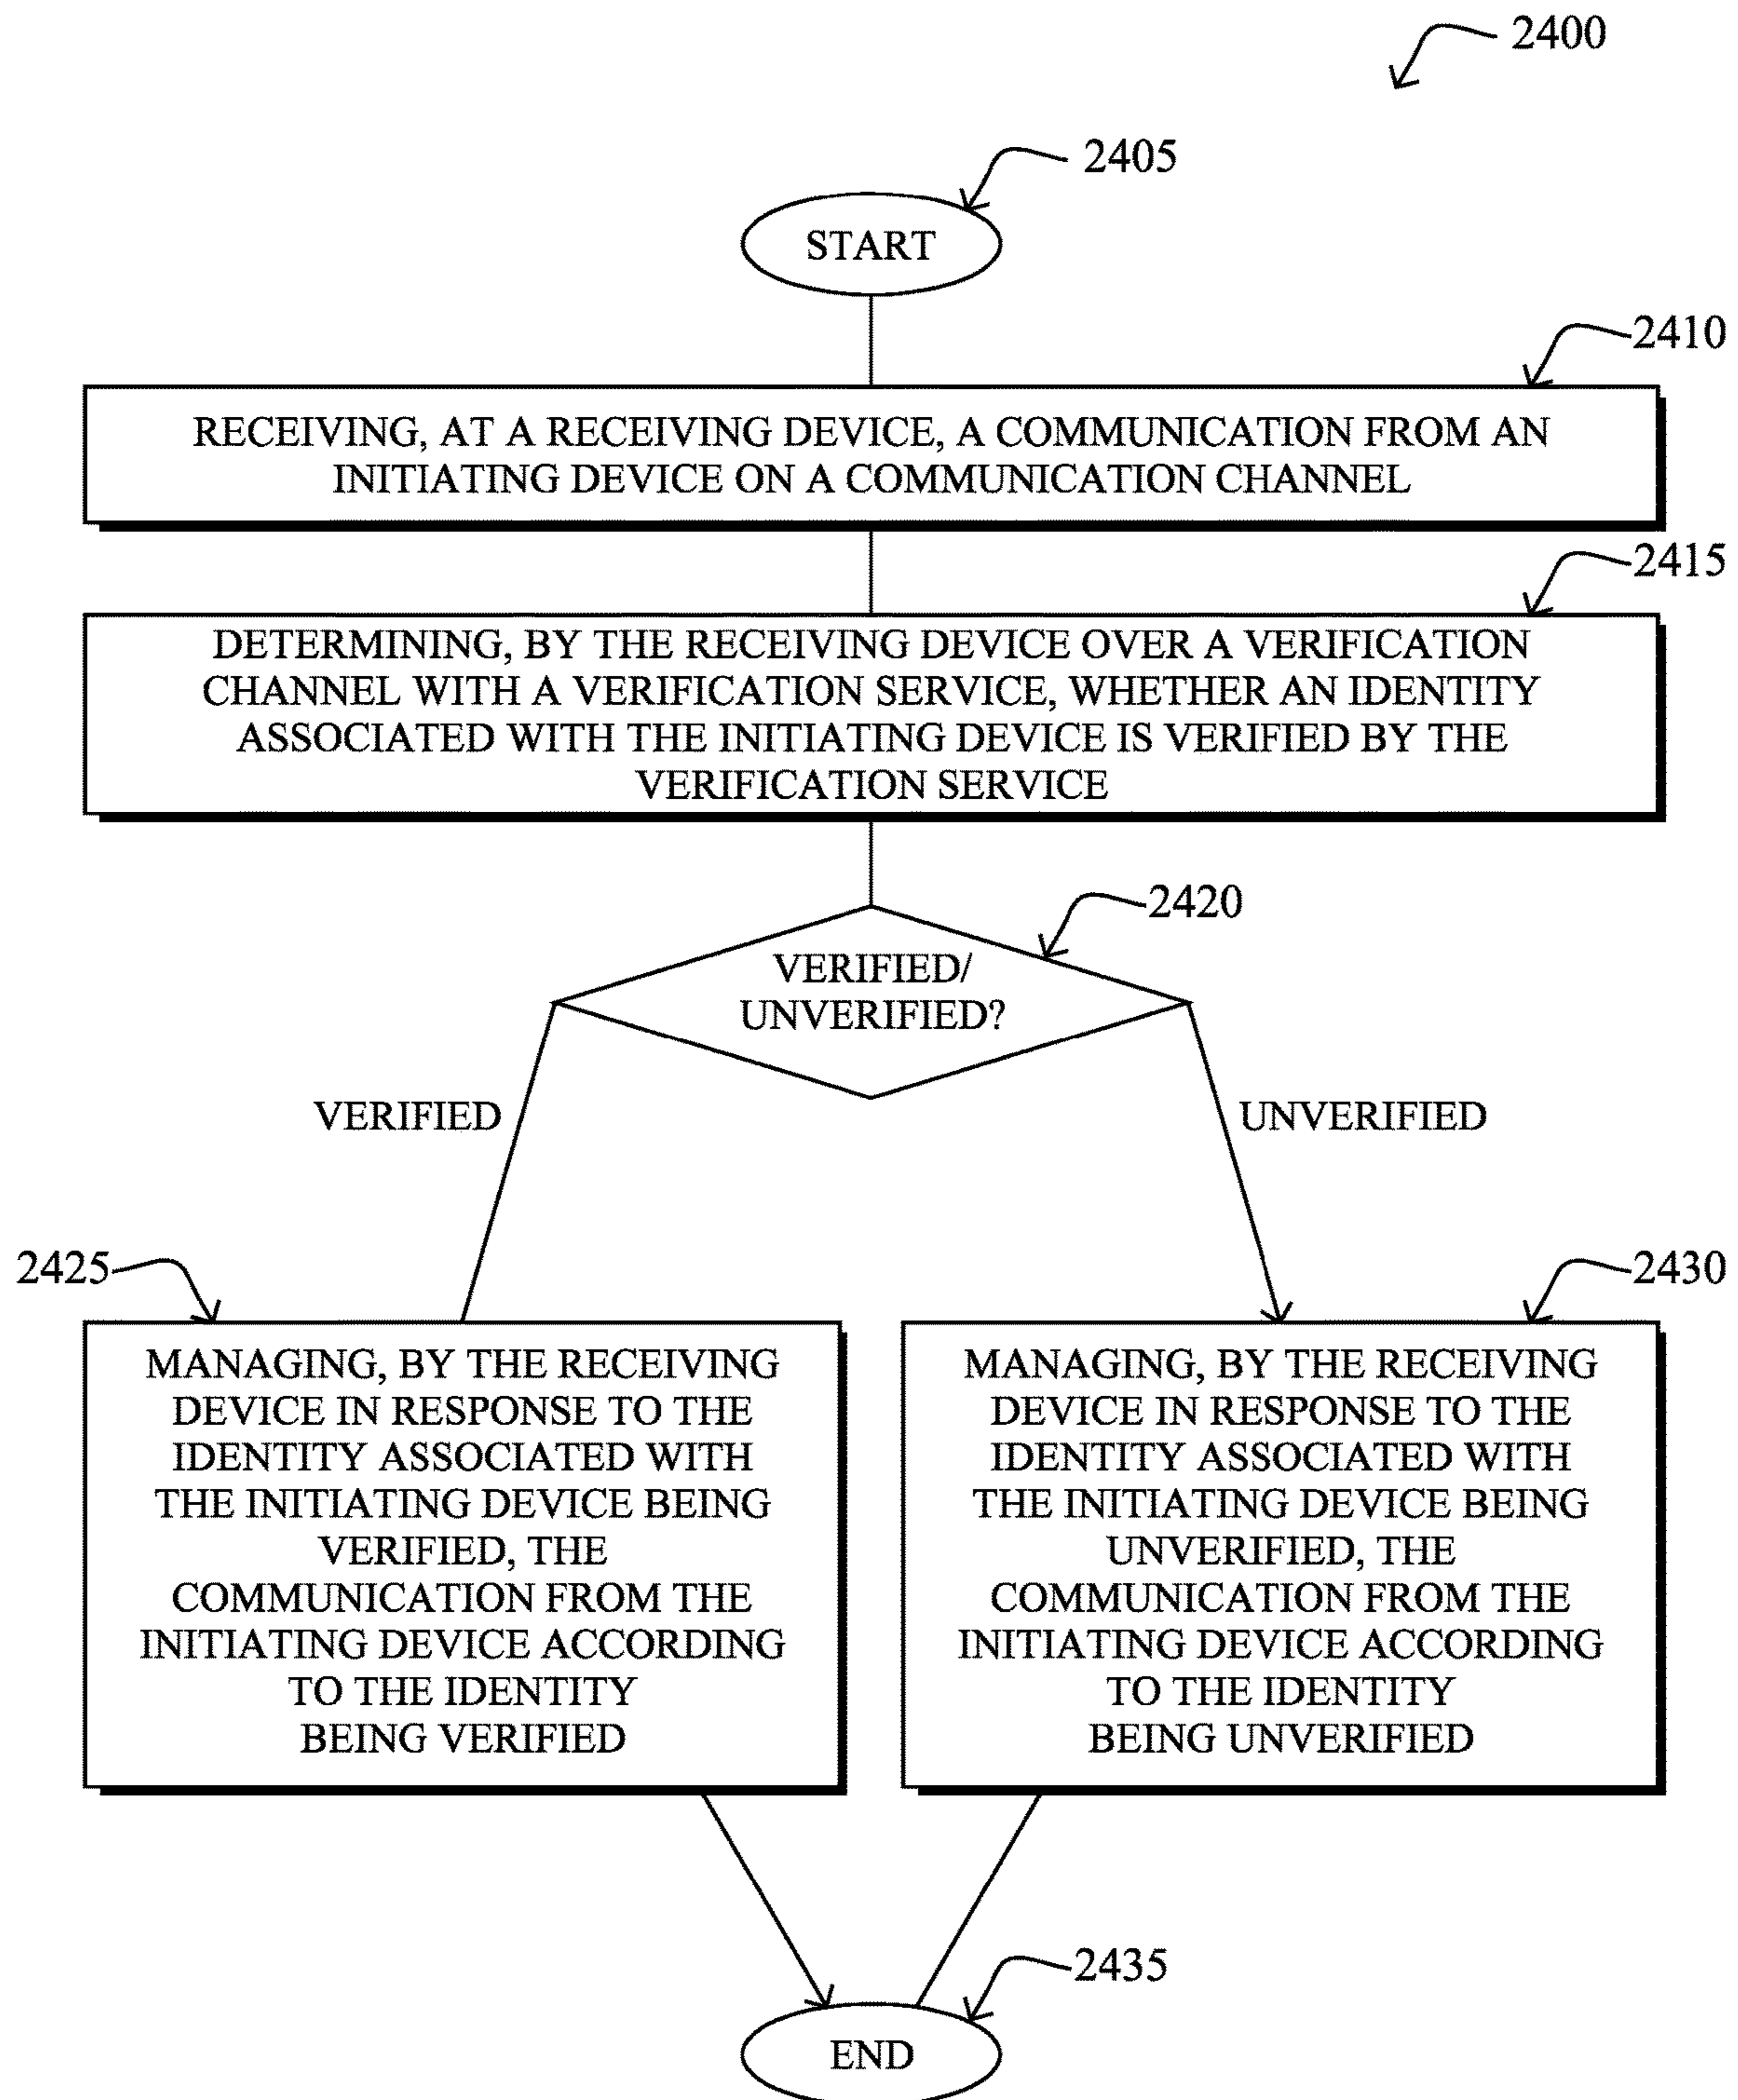 2400
2405
START
2410
RECEIVING, AT A RECEIVING DEVICE, A COMMUNICATION FROM AN
INITIATING DEVICE ON A COMMUNICATION CHANNEL
2415
DETERMINING, BY THE RECEIVING DEVICE OVER A VERIFICATION
CHANNEL WITH A VERIFICATION SERVICE, WHETHER AN IDENTITY
ASSOCIATED WITH THE INITIATING DEVICE IS VERIFIED BY THE
VERIFICATION SERVICE
2420
VERIFIED/
UNVERIFIED?
VERIFIED
UNVERIFIED
2425
MANAGING, BY THE RECEIVING
DEVICE IN RESPONSE TO THE
IDENTITY ASSOCIATED WITH
THE INITIATING DEVICE BEING
VERIFIED, THE
COMMUNICATION FROM THE
INITIATING DEVICE ACCORDING
TO THE IDENTITY
BEING VERIFIED
2430
MANAGING, BY THE RECEIVING
DEVICE IN RESPONSE TO THE
IDENTITY ASSOCIATED WITH
THE INITIATING DEVICE BEING
UNVERIFIED, THE
COMMUNICATION FROM THE
INITIATING DEVICE ACCORDING
TO THE IDENTITY
BEING UNVERIFIED
2435
END